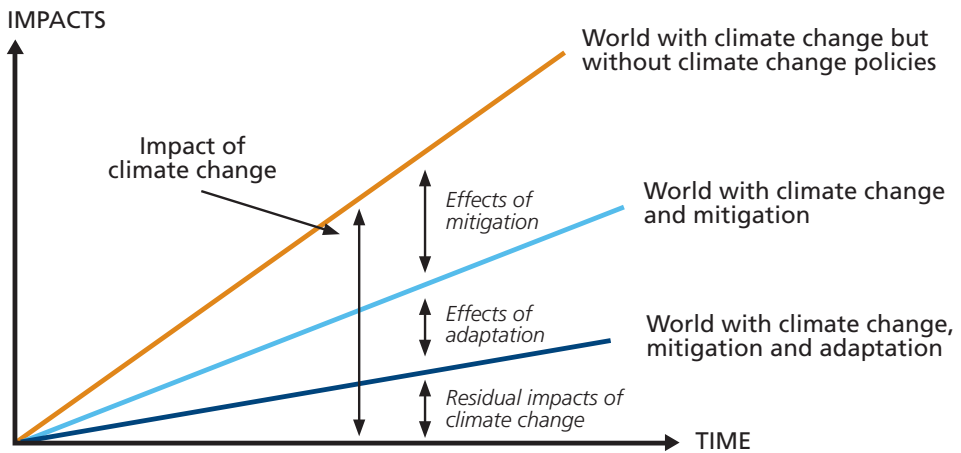 IMPACTS
World with climate change but
without climate change policies
Impact of
climate change
Effects of
mitigation
World with climate change
and mitigation
Effects of
adaptation
World with climate change,
mitigation and adaptation
Residual impacts of
climate change
TIME